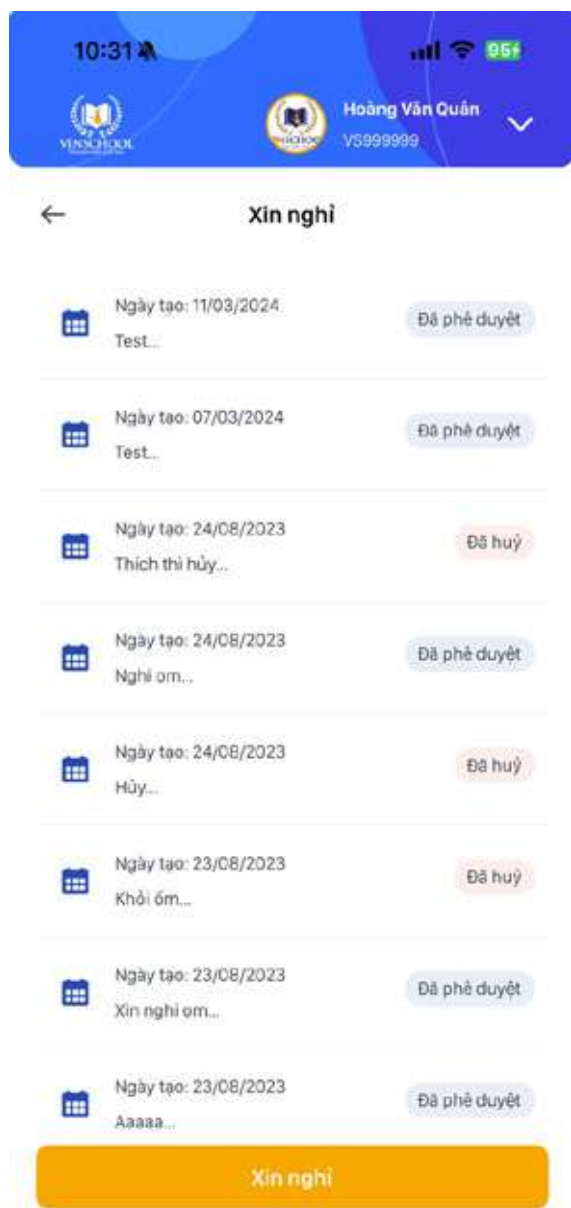 10:31
95
VINSCHOOL
Hoàng Văn Quân
VS999999
Xin nghỉ
Ngày tạo: 11/03/2024
Đã phê duyệt
Test...
Ngày tạo: 07/03/2024
Đã phê duyệt
Test...
Ngày tạo: 24/08/2023
Đã huỷ
Thích thì hủy...
Ngày tạo: 24/08/2023
Đã phê duyệt
Nghỉ om...
Ngày tạo: 24/08/2023
Đã huỷ
Hủy...
Ngày tạo: 23/08/2023
Đã huỷ
Khỏi ốm...
Ngày tạo: 23/08/2023
Đã phê duyệt
Xin nghỉ om...
Ngày tạo: 23/08/2023
Đã phê duyệt
Aaaaa...
Xin nghỉ